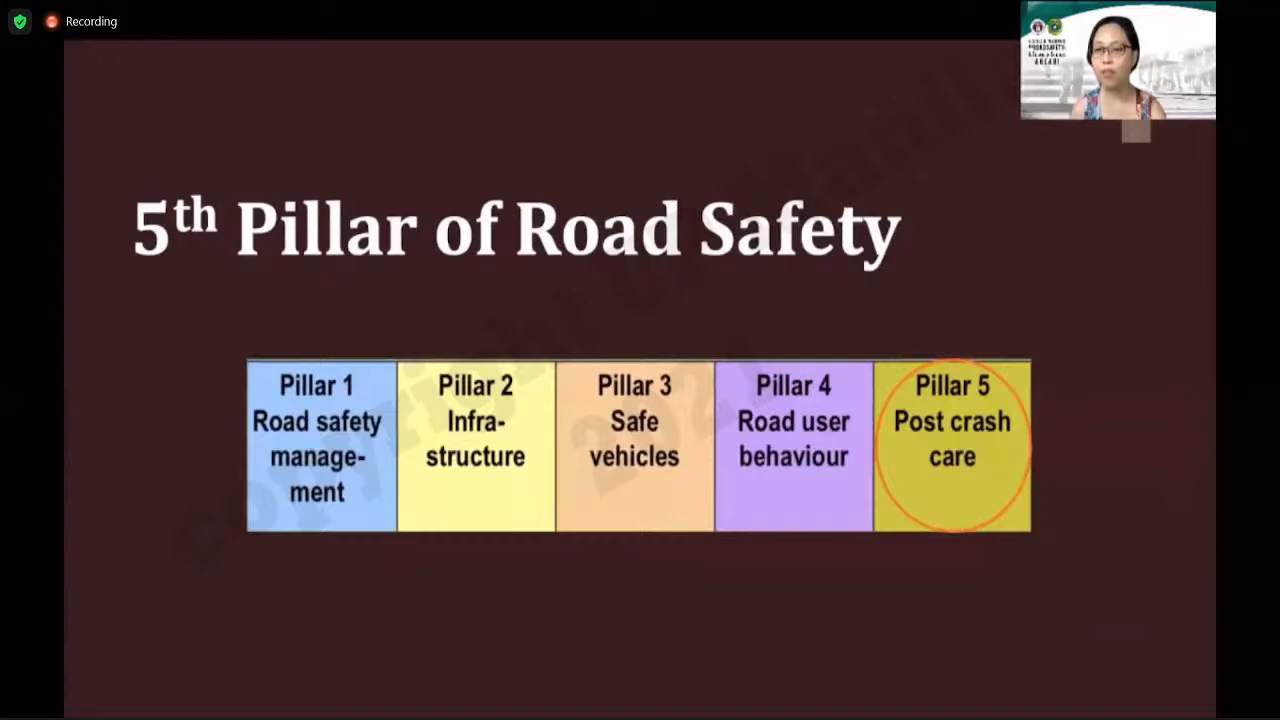 Recording
5th Pillar of Road Safety
Pillar 1
Road safety
manage-
ment
Pillar 2
Infra-
structure
Pillar 3
Safe
vehicles
Pillar 4
Road user
behaviour
Pillar 5
Post crash
care
2021